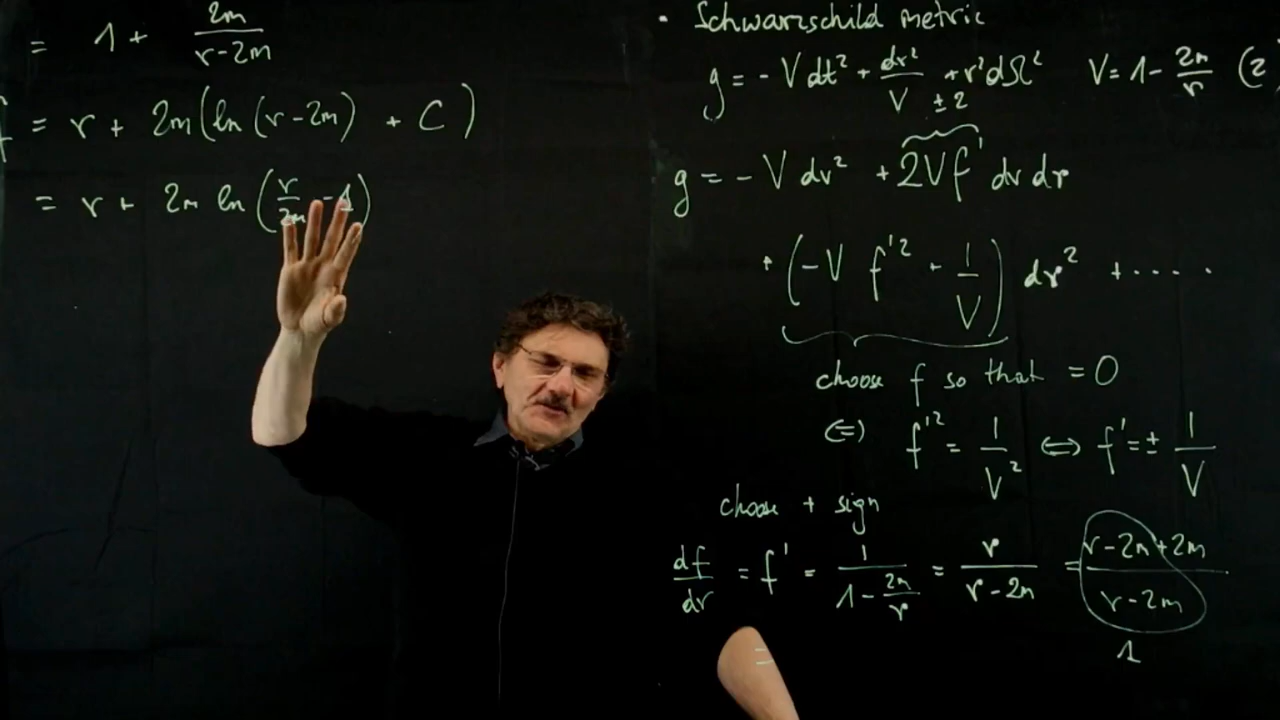 = 1 + 2m/(r-2m)
f = r + 2m(ln(r-2m) + C)
= r + 2m ln(r/2m - 1)
• Schwarzschild metric
g = -V dt² + dr²/V + r²dΩ² V = 1 - 2m/r (2
±2
g = -V dv² + 2Vf' dv dr
+ (-V f'² + 1/V) dr² + .....
choose f so that = 0
⇔ f'² = 1/V² ⇔ f' = ± 1/V
choose + sign
df/dr = f' = 1/(1 - 2m/r) = r/(r-2m) = (r-2m+2m)/(r-2m)
1
=